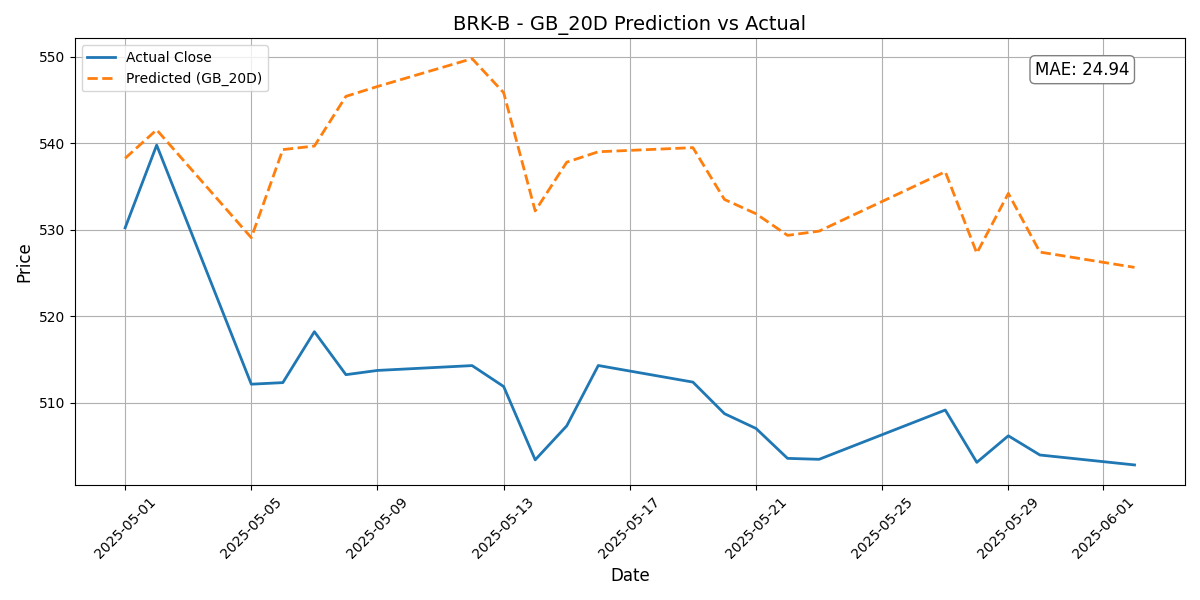 BRK-B - GB_20D Prediction vs Actual
Actual Close
Predicted (GB_20D)
MAE: 24.94
Price
550
540
530
520
510
2025-05-01
2025-05-05
2025-05-09
2025-05-13
2025-05-17
2025-05-21
2025-05-25
2025-05-29
2025-06-01
Date